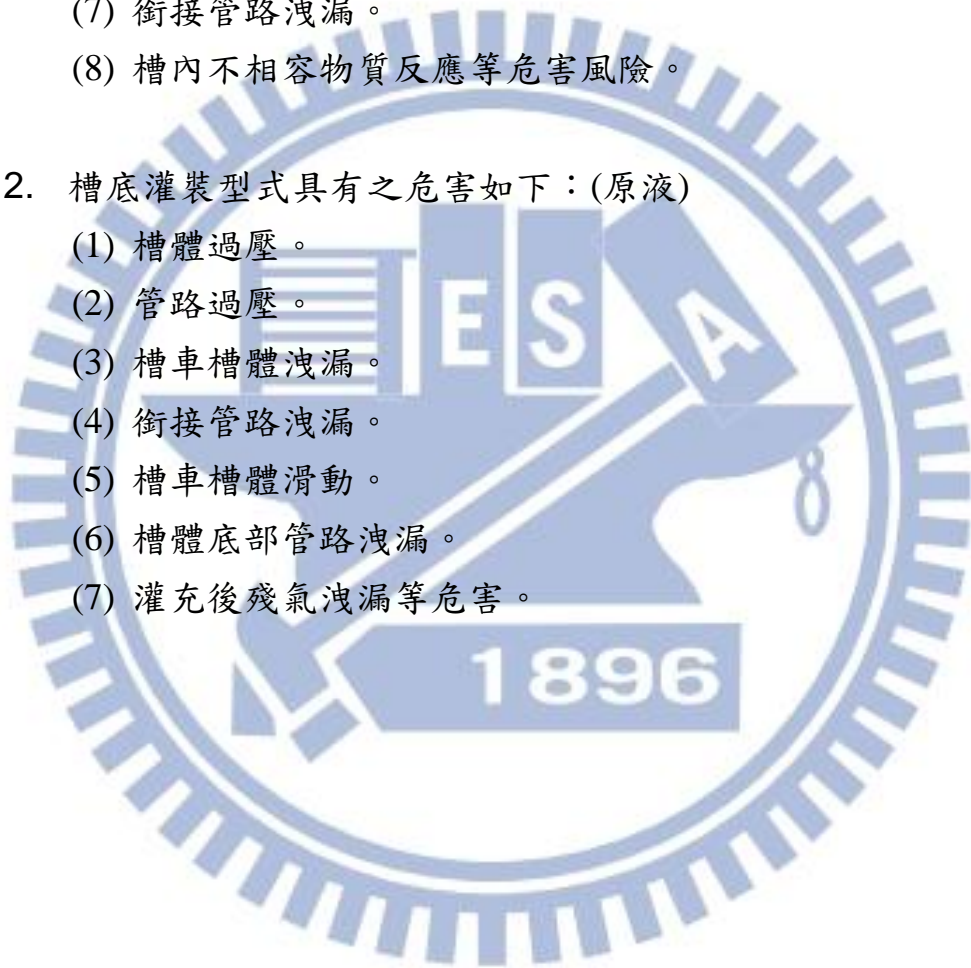 (7) 銜接管路洩漏。
(8) 槽內不相容物質反應等危害風險。
2. 槽底灌裝型式具有之危害如下：(原液)
(1) 槽體過壓。
(2) 管路過壓。
(3) 槽車槽體洩漏。
(4) 銜接管路洩漏。
(5) 槽車槽體滑動。
(6) 槽體底部管路洩漏。
(7) 灌充後殘氣洩漏等危害。
E S A
1896